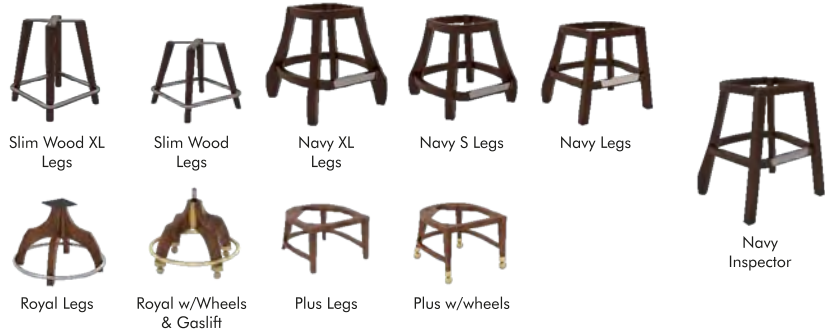 Slim Wood XL
Legs
Slim Wood
Legs
Navy XL
Legs
Navy S Legs
Navy Legs
Navy
Inspector
Royal Legs
Royal w/Wheels
& Gaslift
Plus Legs
Plus w/wheels